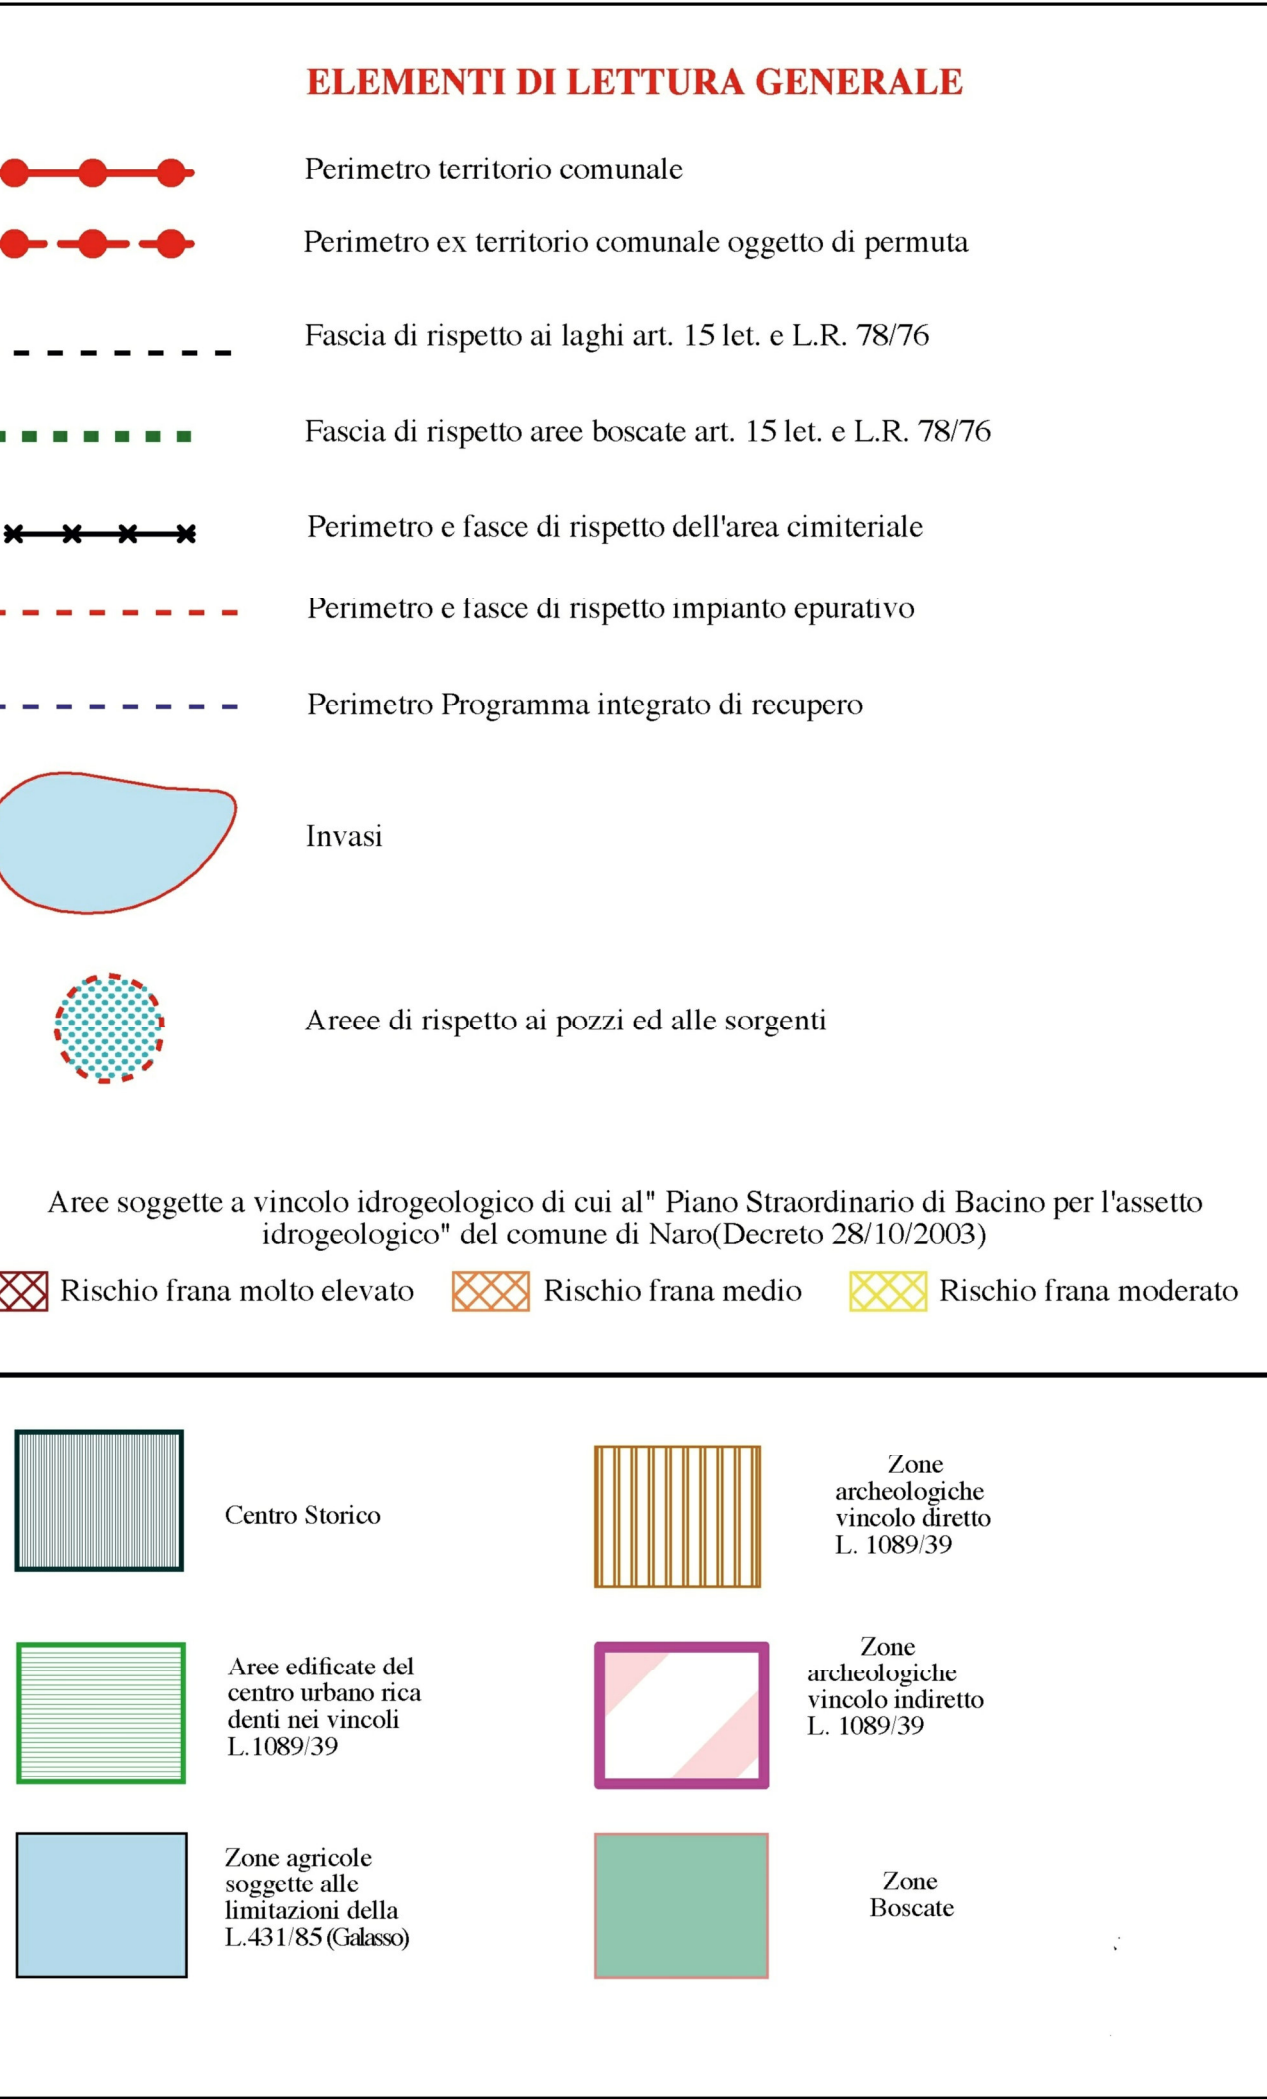 ELEMENTI DI LETTURA GENERALE
Perimetro territorio comunale
Perimetro ex territorio comunale oggetto di permuta
Fascia di rispetto ai laghi art. 15 let. e L.R. 78/76
Fascia di rispetto aree boscate art. 15 let. e L.R. 78/76
Perimetro e fasce di rispetto dell'area cimiteriale
Perimetro e fasce di rispetto impianto epurativo
Perimetro Programma integrato di recupero
Invasi
Areee di rispetto ai pozzi ed alle sorgenti
Aree soggette a vincolo idrogeologico di cui al" Piano Straordinario di Bacino per l'assetto
idrogeologico" del comune di Naro(Decreto 28/10/2003)
Rischio frana molto elevato Rischio frana medio Rischio frana moderato
Centro Storico
Zone
archeologiche
vincolo diretto
L. 1089/39
Aree edificate del
centro urbano rica
denti nei vincoli
L.1089/39
Zone
archeologiche
vincolo indiretto
L. 1089/39
Zone agricole
soggette alle
limitazioni della
L.431/85 (Galasso)
Zone
Boscate